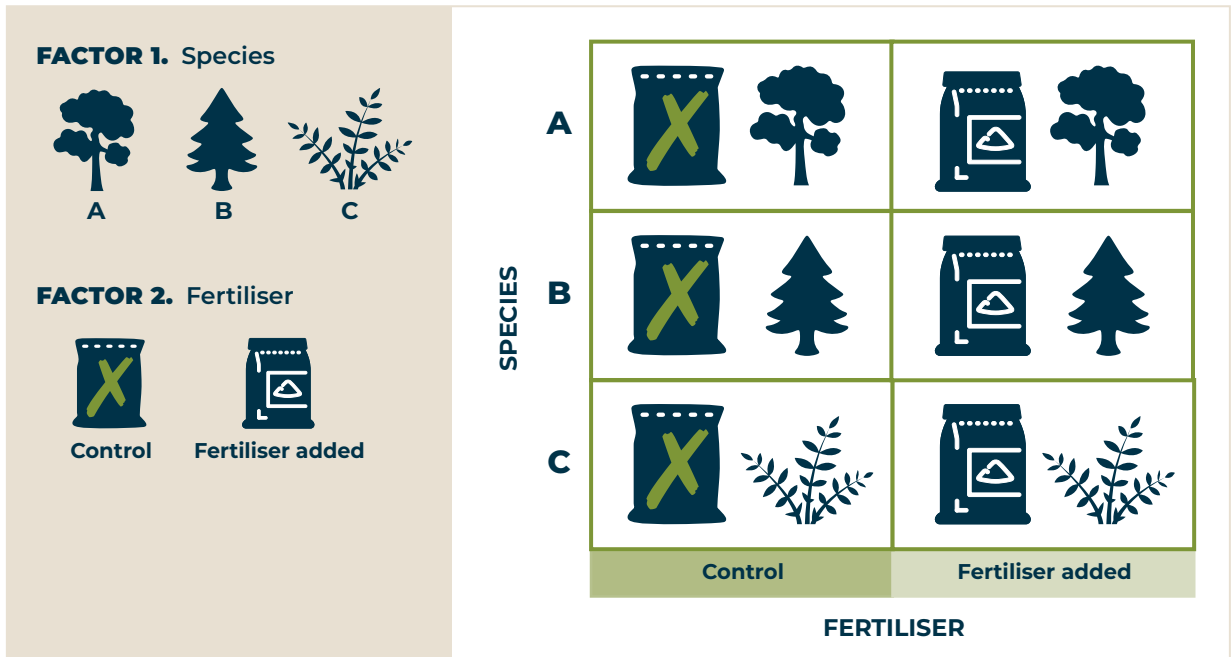 FACTOR 1. Species
A B C
FACTOR 2. Fertiliser
Control Fertiliser added
SPECIES
A
B
C
Control Fertiliser added
FERTILISER